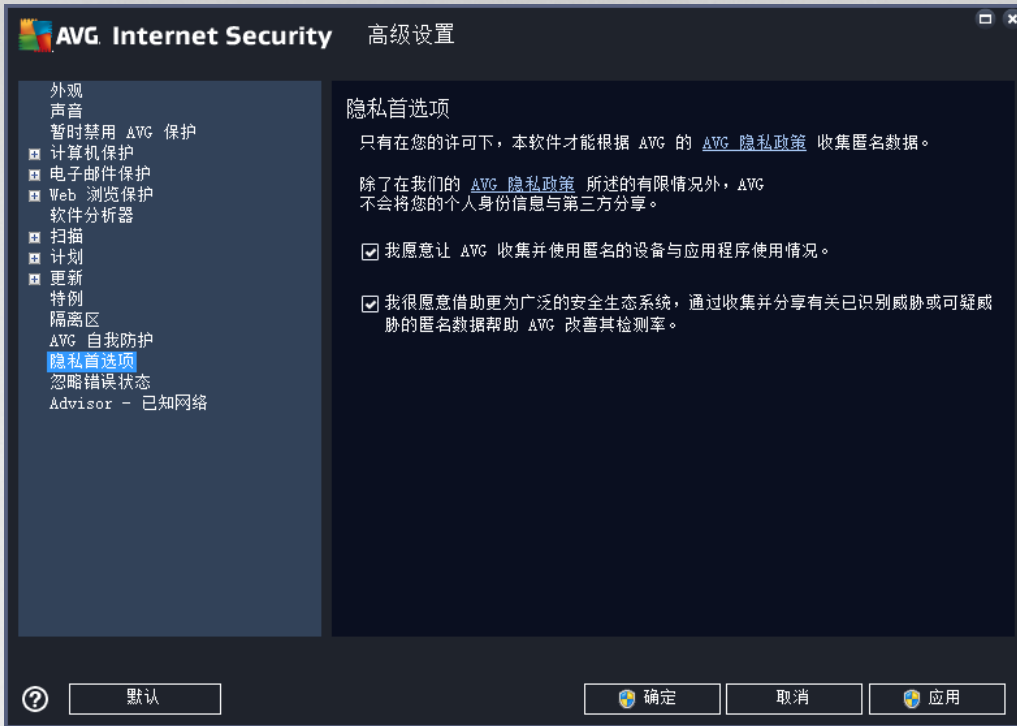 AVG Internet Security 高级设置
外观
声音
暂时禁用 AVG 保护
计算机保护
电子邮件保护
Web 浏览保护
软件分析器
扫描
计划
更新
特例
隔离区
AVG 自我防护
隐私首选项
忽略错误状态
Advisor - 已知网络
隐私首选项
只有在您的许可下，本软件才能根据 AVG 的 AVG 隐私政策 收集匿名数据。
除了在我们的 AVG 隐私政策 所述的有限情况外，AVG
不会将您的个人身份信息与第三方分享。
我愿意让 AVG 收集并使用匿名的设备与应用程序使用情况。
我很愿意借助更为广泛的安全生态系统，通过收集并分享有关已识别威胁或可疑威
胁的匿名数据帮助 AVG 改善其检测率。
? 默认 确定 取消 应用